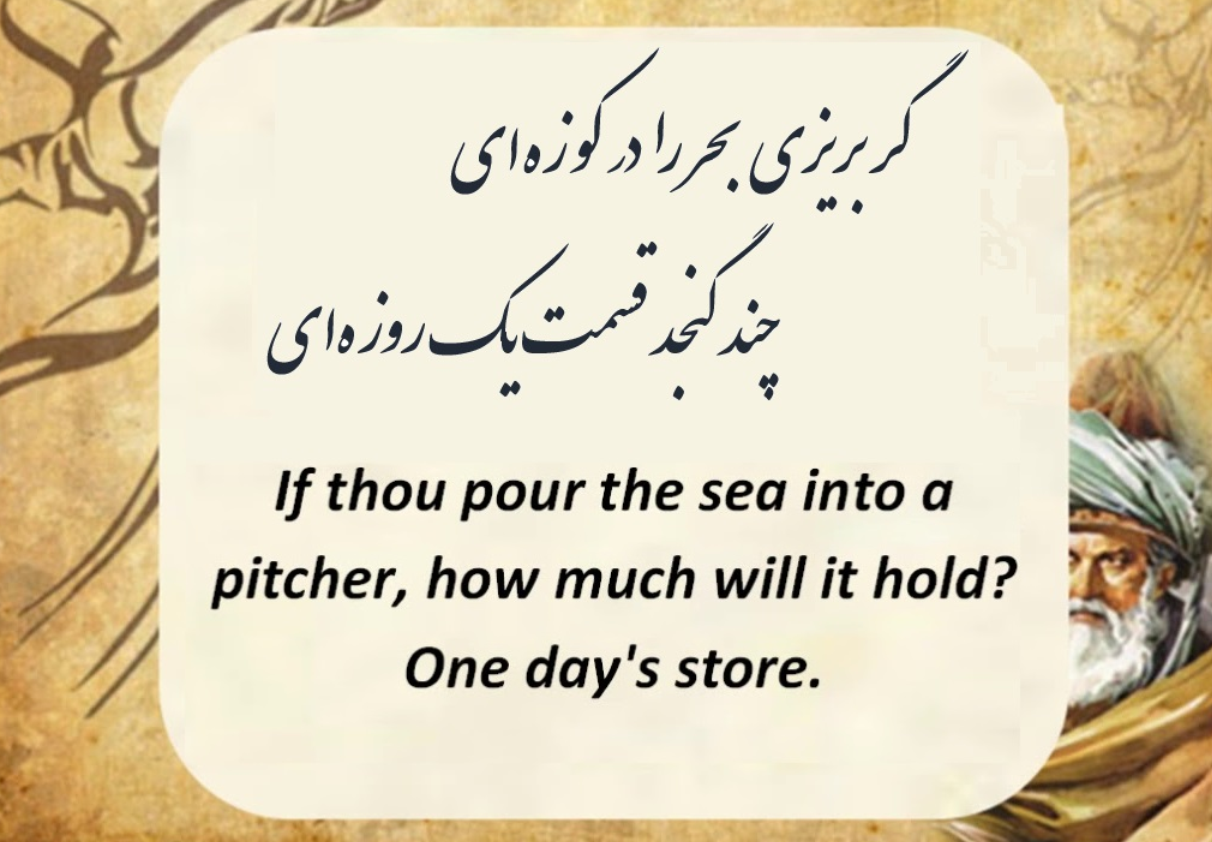 گر بریزی بحر را در کوزه‌ای
چند گنجد قسمت یک روزه‌ای
If thou pour the sea into a
pitcher, how much will it hold?
One day's store.